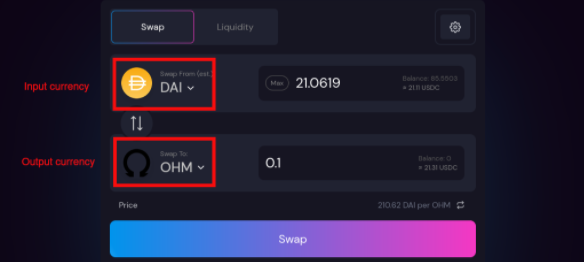 Swap Liquidity
Input currency
Swap From (est.)
DAI
Max 21.0619
Balance: 85.5503
≈ 21.11 USDC
Output currency
Swap To
OHM
0.1
Balance: 0
≈ 21.31 USDC
Price 210.62 DAI per OHM
Swap